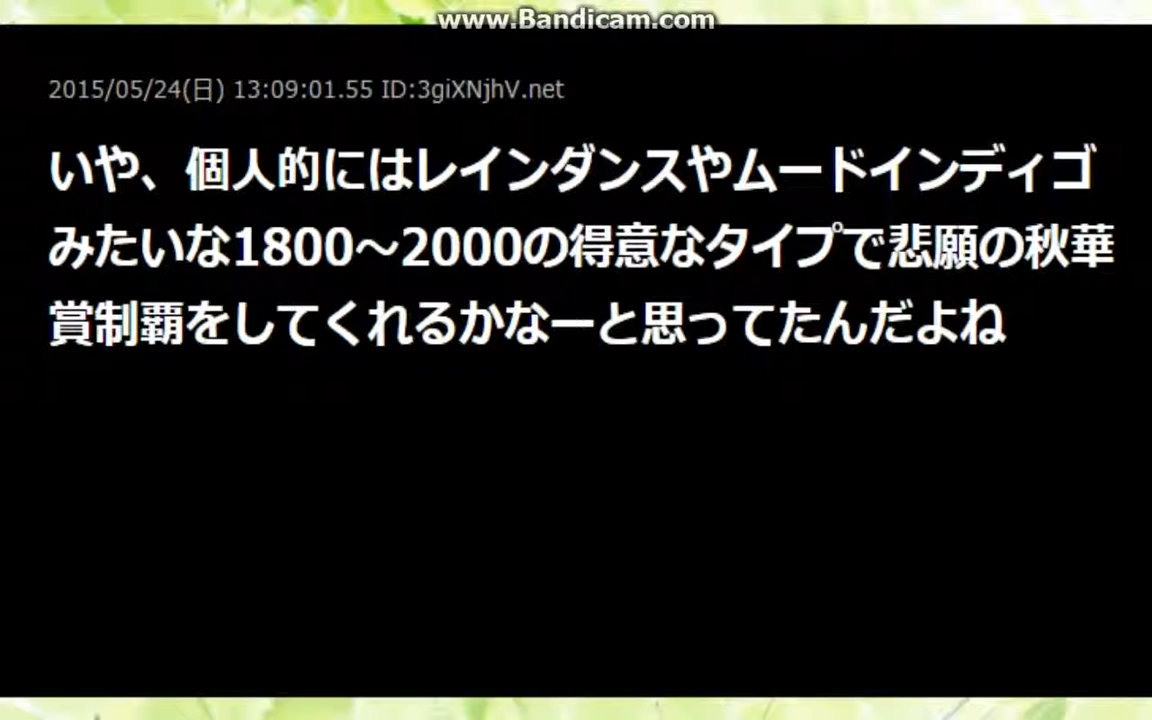 www.Bandicam.com
2015/05/24(日) 13:09:01.55 ID:3giXNjhV.net
いや、個人的にはレインダンスやムードインディゴ
みたいな1800～2000の得意なタイプで悲願の秋華
賞制覇をしてくれるかなーと思ってたんだよね